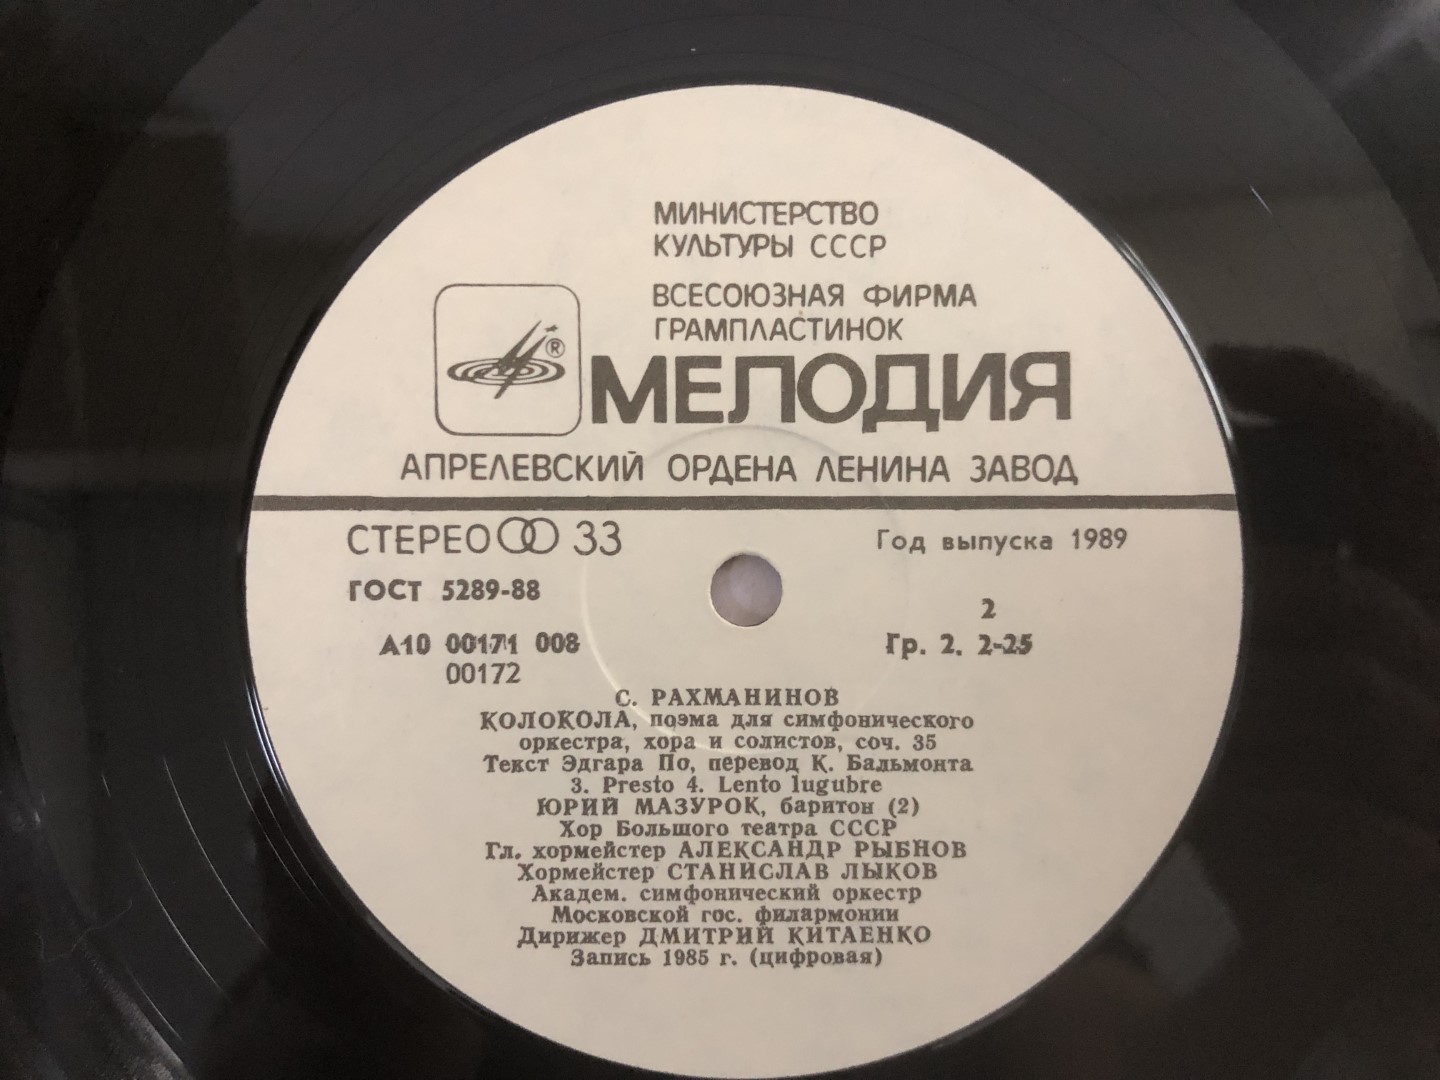 МИНИСТЕРСТВО
КУЛЬТУРЫ СССР
ВСЕСОЮЗНАЯ ФИРМА
ГРАМПЛАСТИНОК
®
МЕЛОДИЯ
АПРЕЛЕВСКИЙ ОРДЕНА ЛЕНИНА ЗАВОД
СТЕРЕО 33
Год выпуска 1989
ГОСТ 5289-88
2
А10 00171 008
Гр. 2. 2-25
00172
С. РАХМАНИНОВ
КОЛОКОЛА, поэма для симфонического
оркестра, хора и солистов, соч. 35
Текст Эдгара По, перевод К. Бальмонта
3. Presto 4. Lento lugubre
ЮРИЙ МАЗУРОК, баритон (2)
Хор Большого театра СССР
Гл. хормейстер АЛЕКСАНДР РЫБНОВ
Хормейстер СТАНИСЛАВ ЛЫКОВ
Академ. симфонический оркестр
Московской гос. филармонии
Дирижер ДМИТРИЙ КИТАЕНКО
Запись 1985 г. (цифровая)